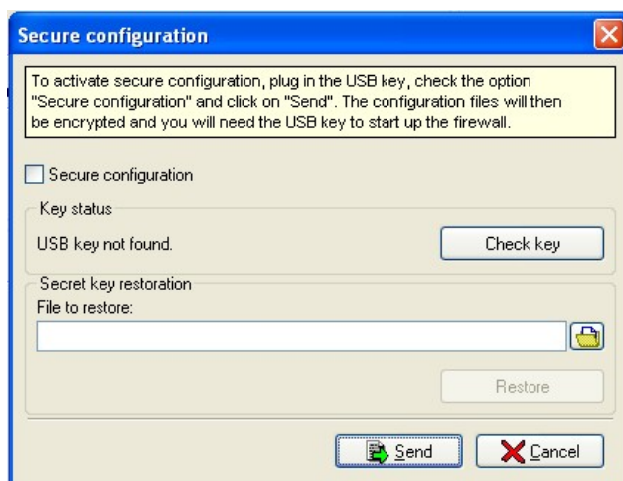 Secure configuration
To activate secure configuration, plug in the USB key, check the option
"Secure configuration" and click on "Send". The configuration files will then
be encrypted and you will need the USB key to start up the firewall.
Secure configuration
Key status
USB key not found.
Check key
Secret key restoration
File to restore:
Restore
Send
Cancel